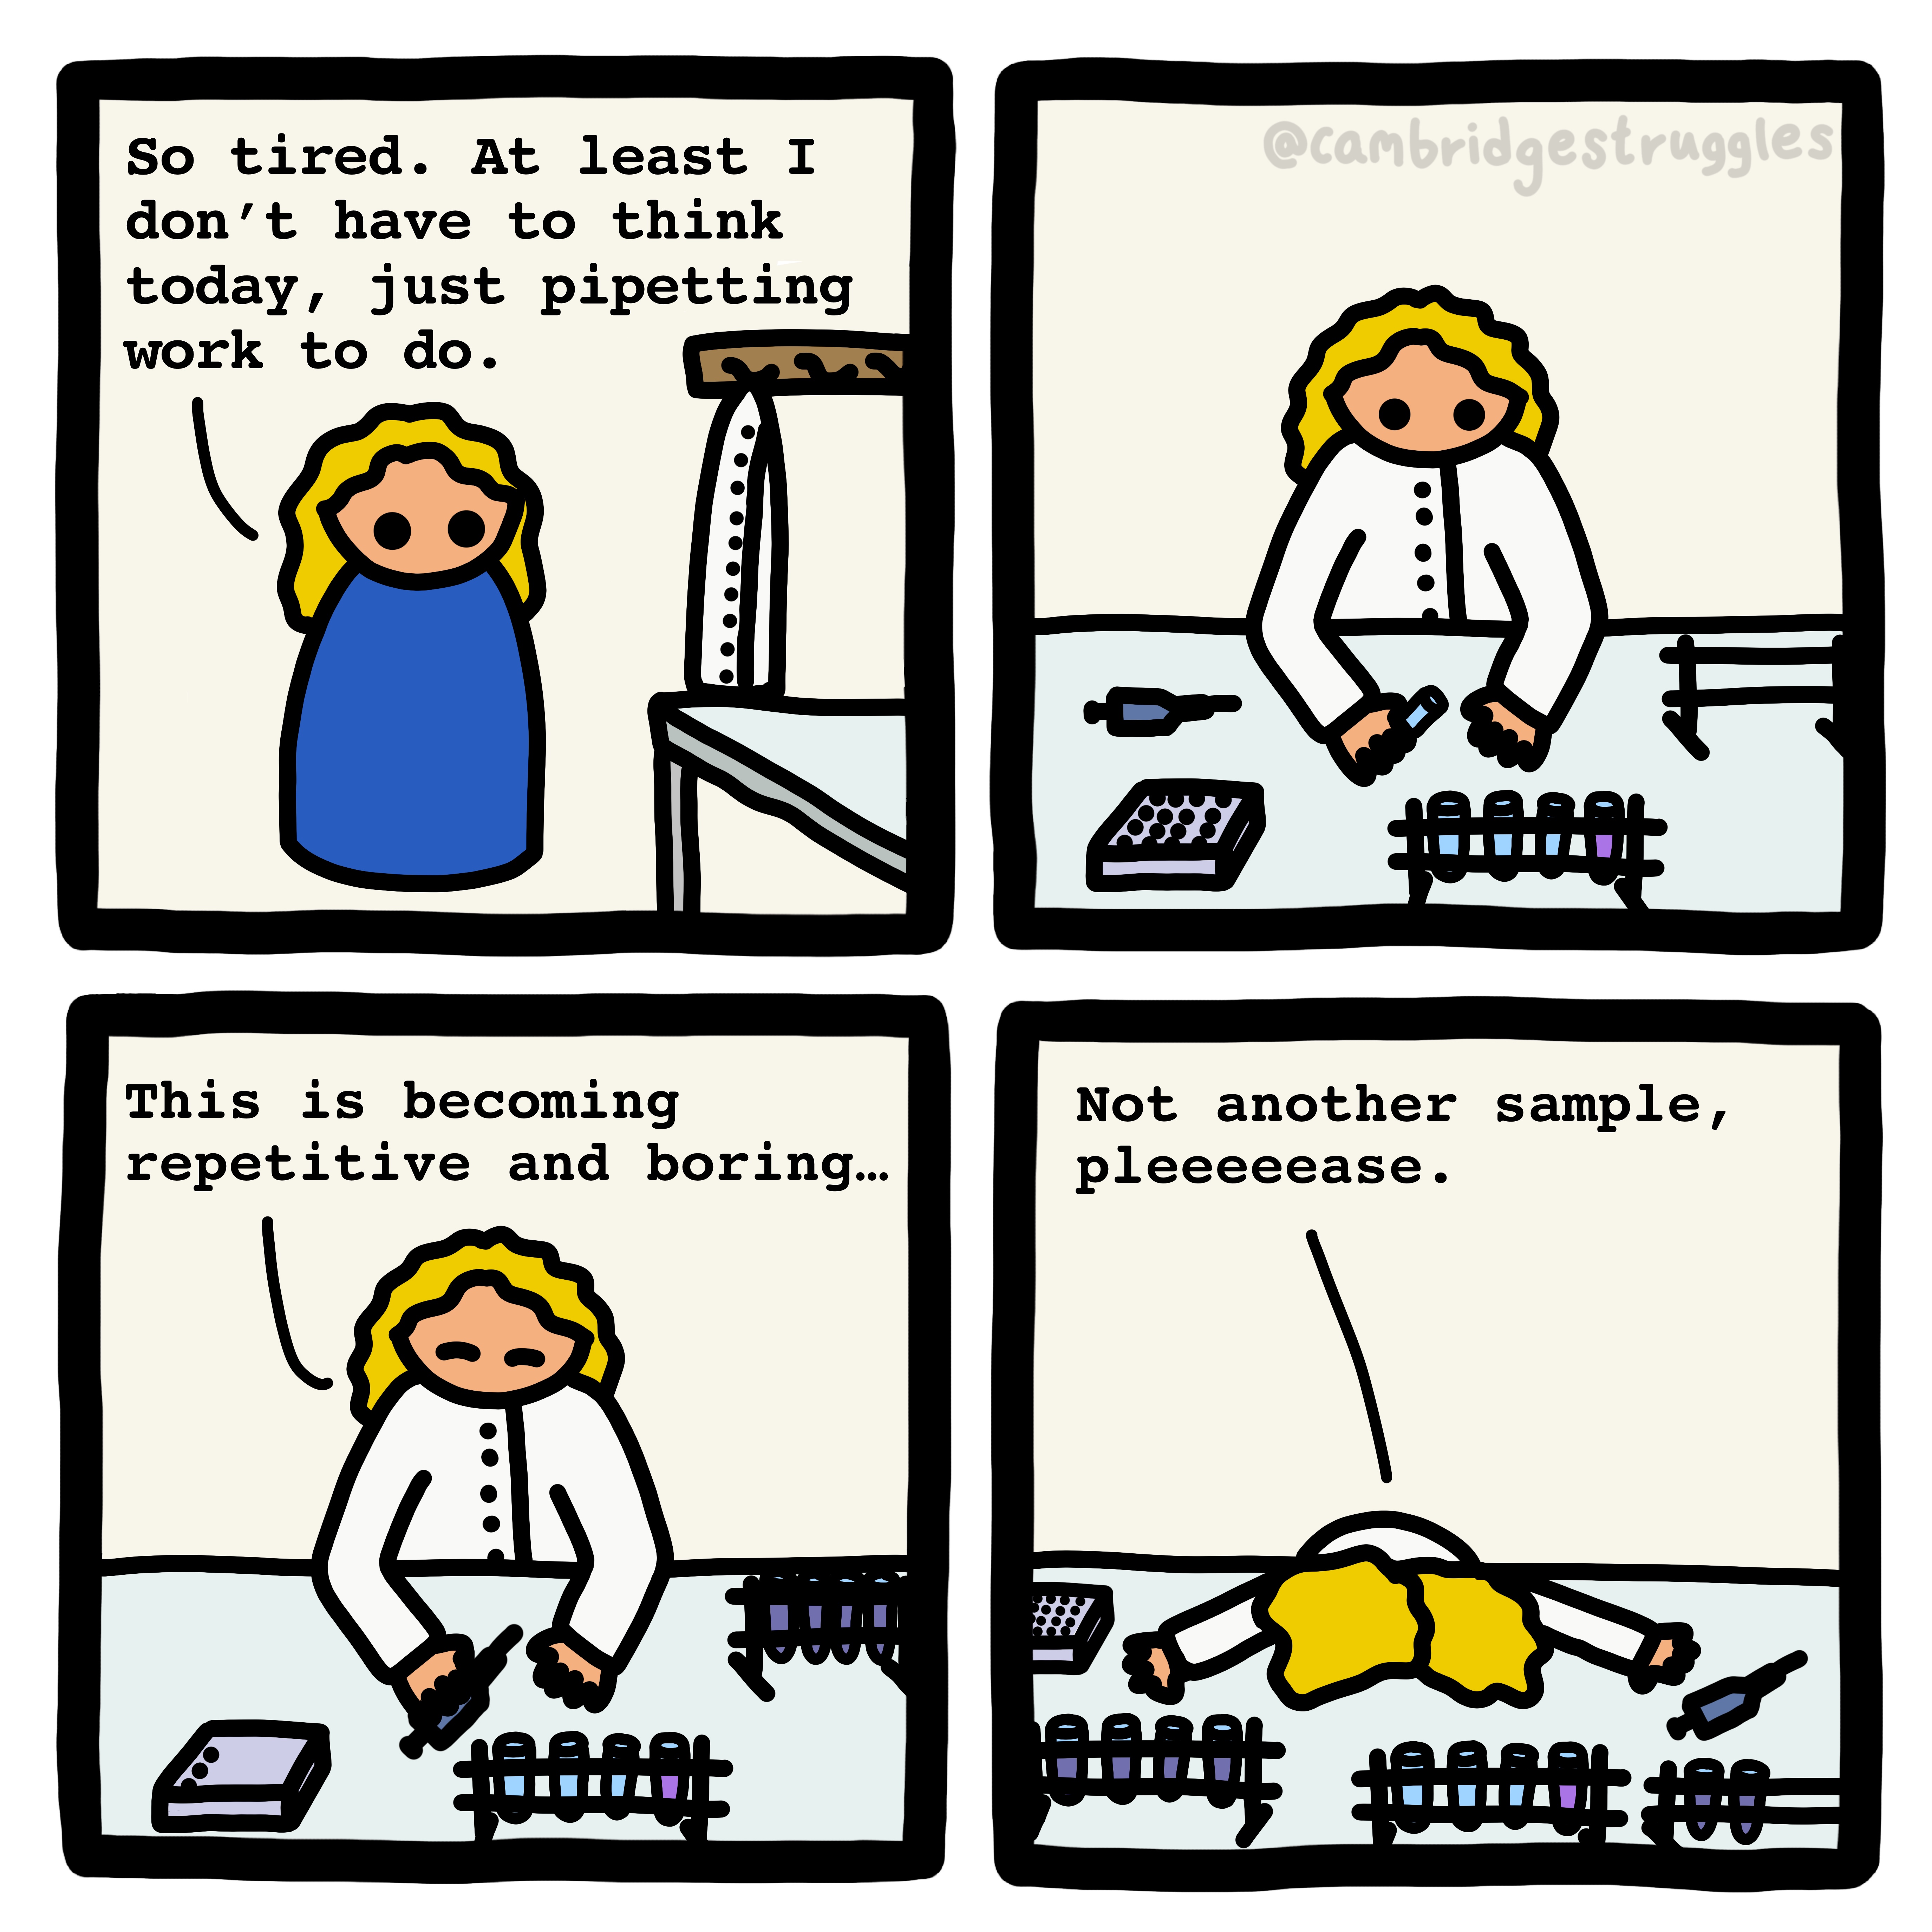 So tired. At least I
don't have to think
today, just pipetting
work to do.
@cambridgestruggles
This is becoming
repetitive and boring…
Not another sample,
pleeeeease.